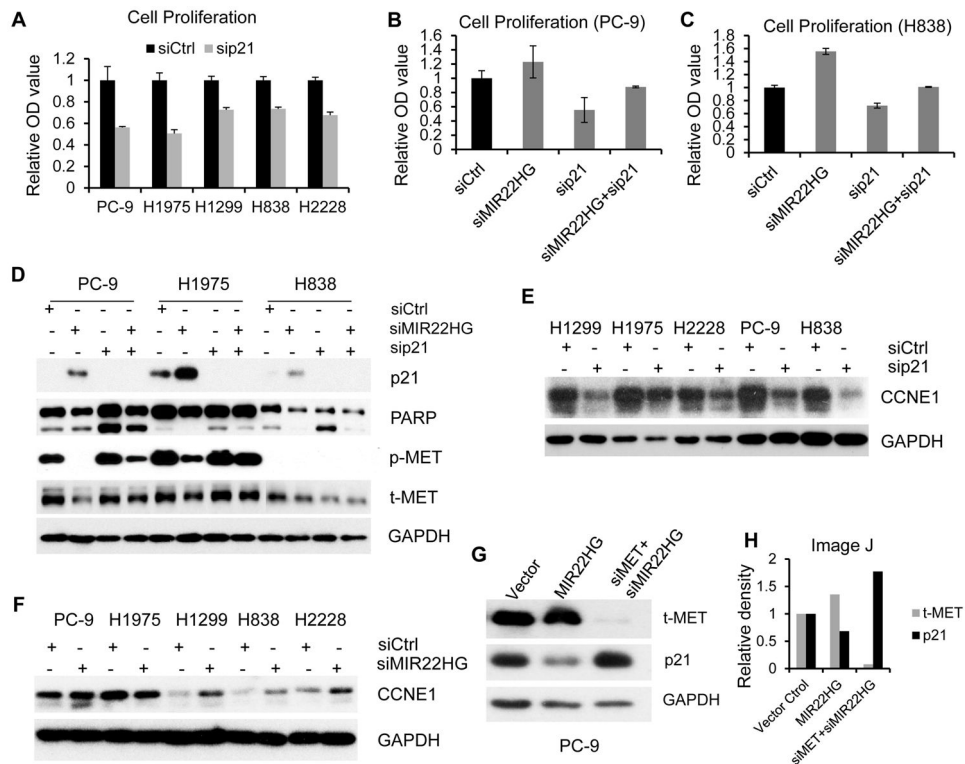 A
Cell Proliferation
siCtrl sip21
Relative OD value
1.2
1
0.8
0.6
0.4
0.2
0
PC-9 H1975 H1299 H838 H2228
B
Cell Proliferation (PC-9)
Relative OD value
1.6
1.4
1.2
1
0.8
0.6
0.4
0.2
0
siCtrl
siMIR22HG
sip21
siMIR22HG+sip21
C
Cell Proliferation (H838)
Relative OD value
1.8
1.6
1.4
1.2
1
0.8
0.6
0.4
0.2
0
siCtrl
siMIR22HG
sip21
siMIR22HG+sip21
D
PC-9 H1975 H838
+ - - - + - - - + - - - siCtrl
- + - + - + - + - + - + siMIR22HG
- - + + - - + + - - + + sip21
p21
PARP
p-MET
t-MET
GAPDH
E
H1299 H1975 H2228 PC-9 H838
+ - + - + - + - + - siCtrl
- + - + - + - + - + sip21
CCNE1
GAPDH
F
PC-9 H1975 H1299 H838 H2228
+ - + - + - + - + - siCtrl
- + - + - + - + - + siMIR22HG
CCNE1
GAPDH
G
Vector
MIR22HG
siMET+
siMIR22HG
t-MET
p21
GAPDH
PC-9
H
Image J
Relative density
2
1.5
1
0.5
0
t-MET
p21
Vector Ctrol
MIR22HG
siMET+siMIR22HG